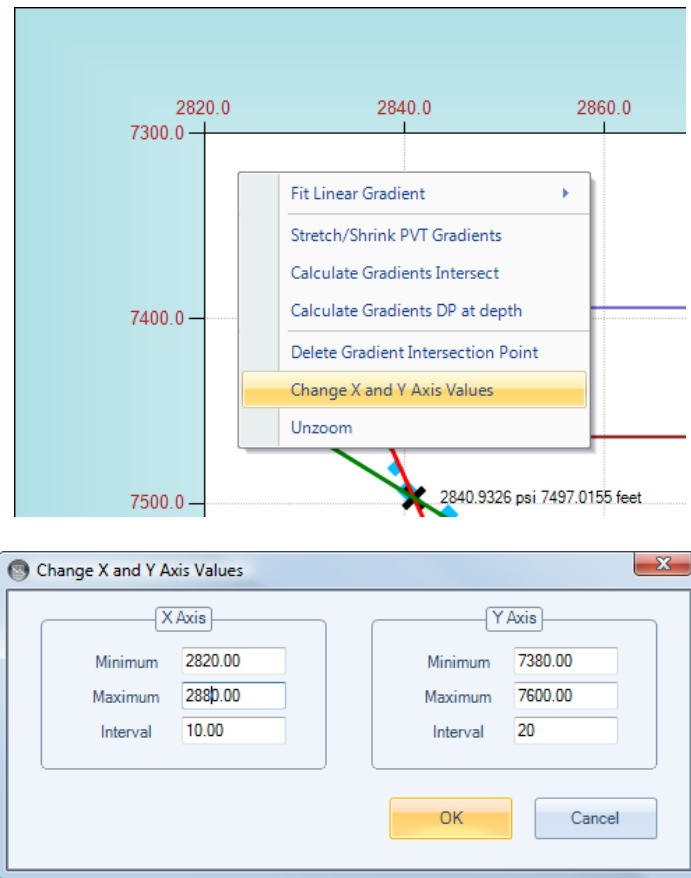 2820.0 2840.0 2860.0
7300.0
Fit Linear Gradient
Stretch/Shrink PVT Gradients
Calculate Gradients Intersect
7400.0 Calculate Gradients DP at depth
Delete Gradient Intersection Point
Change X and Y Axis Values
Unzoom
7500.0 2840.9326 psi 7497.0155 feet
Change X and Y Axis Values
X Axis Y Axis
Minimum 2820.00 Minimum 7380.00
Maximum 2880.00 Maximum 7600.00
Interval 10.00 Interval 20
OK Cancel